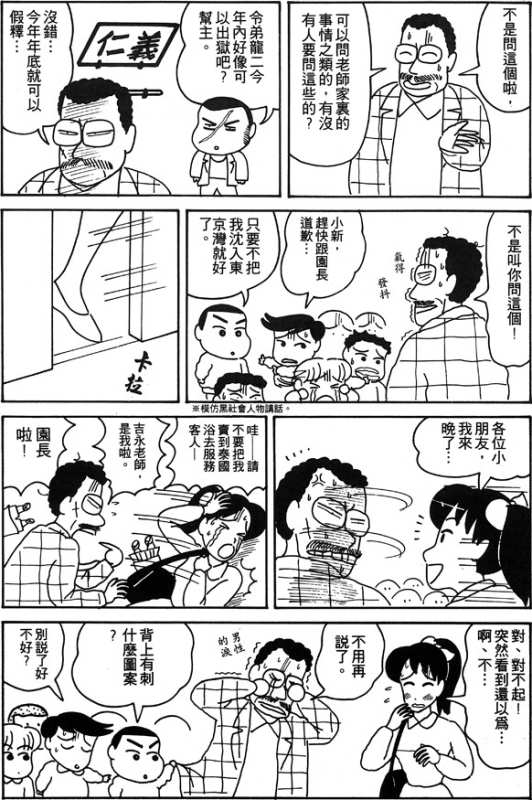 不是問這個啦，
可以問老師家裏的
事情之類的，有沒
有人要問這些的？
令弟龍二今
年內好像可
以出獄吧？
幫主。
仁義
沒錯…
今年年底就可以
假釋…
不是叫你問這個！
氣得
發抖
小新，
趕快跟園長
道歉…
只要不把
我沈入東
京灣就好
了。
※模仿黑社會人物講話。
卡拉
各位小
朋友，
我來
晚了…
哇——請
不要把我
賣到泰國
浴去服務
客人——
吉永老師，
是我啦。
園長
啦！
對、對不起！
突然看到還以為…
啊、不…
不用再
說了。
男性
的淚
背上有刺
什麼圖案
？
別說了好
不好？